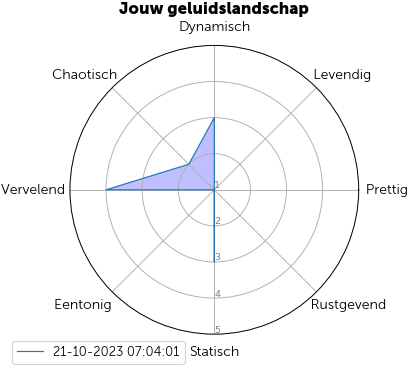 Jouw geluidslandschap
Dynamisch
Chaotisch
Levendig
Vervelend
1
Prettig
2
3
4
Eentonig
Rustgevend
5
21-10-2023 07:04:01
Statisch